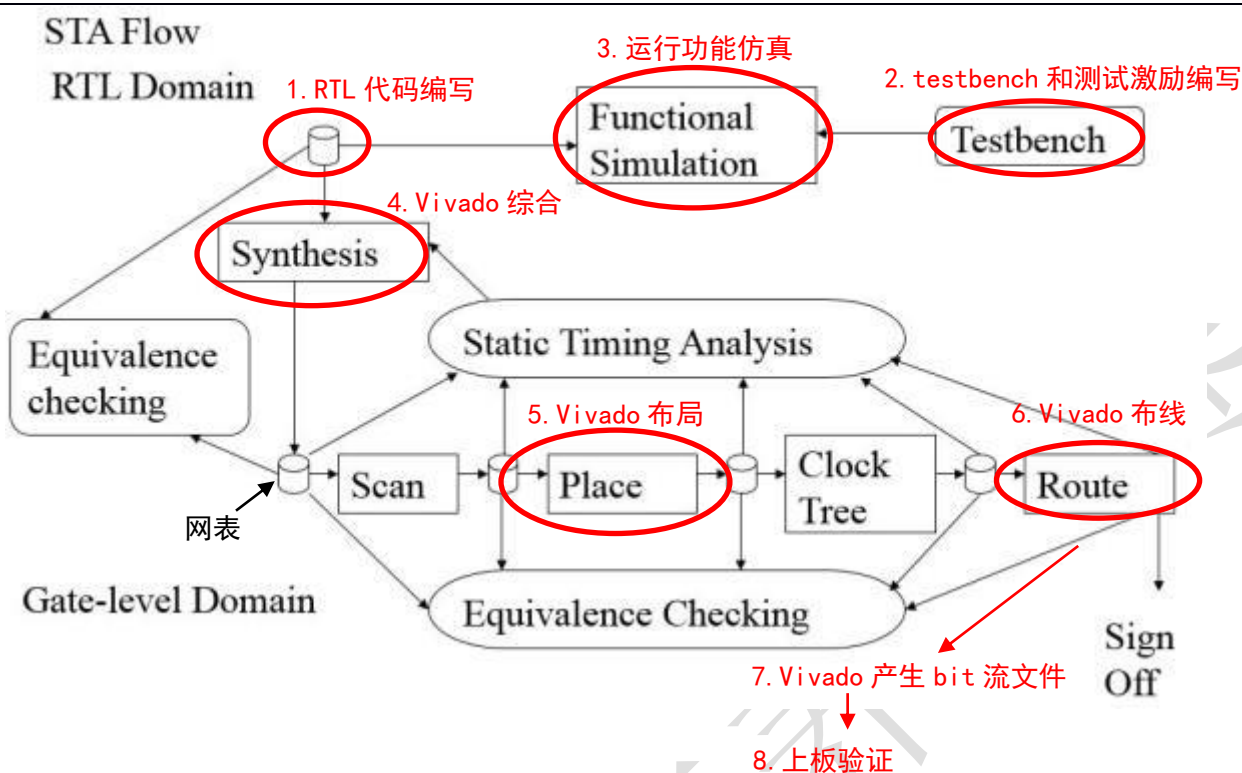 STA Flow
RTL Domain
1. RTL 代码编写
3. 运行功能仿真
2. testbench 和测试激励编写
Functional
Simulation
Testbench
4. Vivado 综合
Synthesis
Static Timing Analysis
Equivalence
checking
5. Vivado 布局
6. Vivado 布线
Scan
Place
Clock
Tree
Route
网表
Gate-level Domain
Equivalence Checking
Sign
Off
7. Vivado 产生 bit 流文件
8. 上板验证